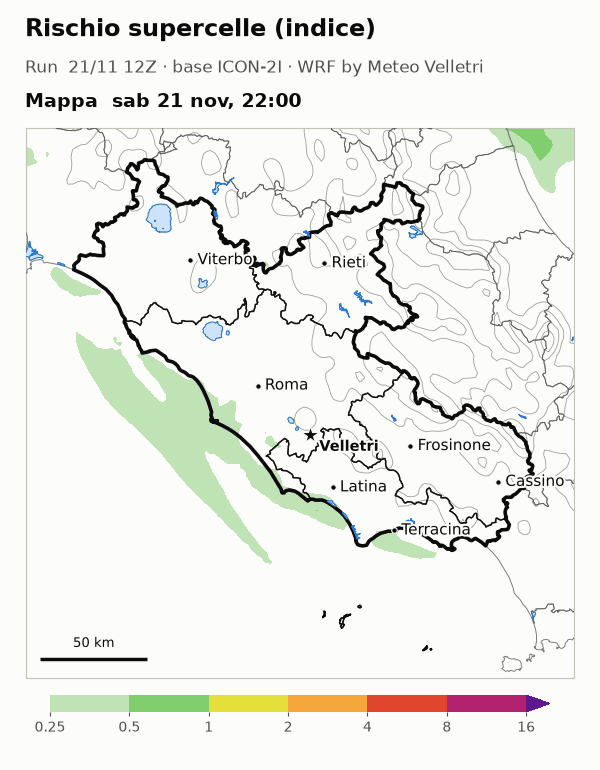 Rischio supercelle (indice)
Run 21/11 12Z · base ICON-2I · WRF by Meteo Velletri
Mappa sab 21 nov, 22:00
Viterbo
Rieti
Roma
Velletri
Frosinone
Cassino
Latina
Terracina
50 km
0.25 0.5 1 2 4 8 16